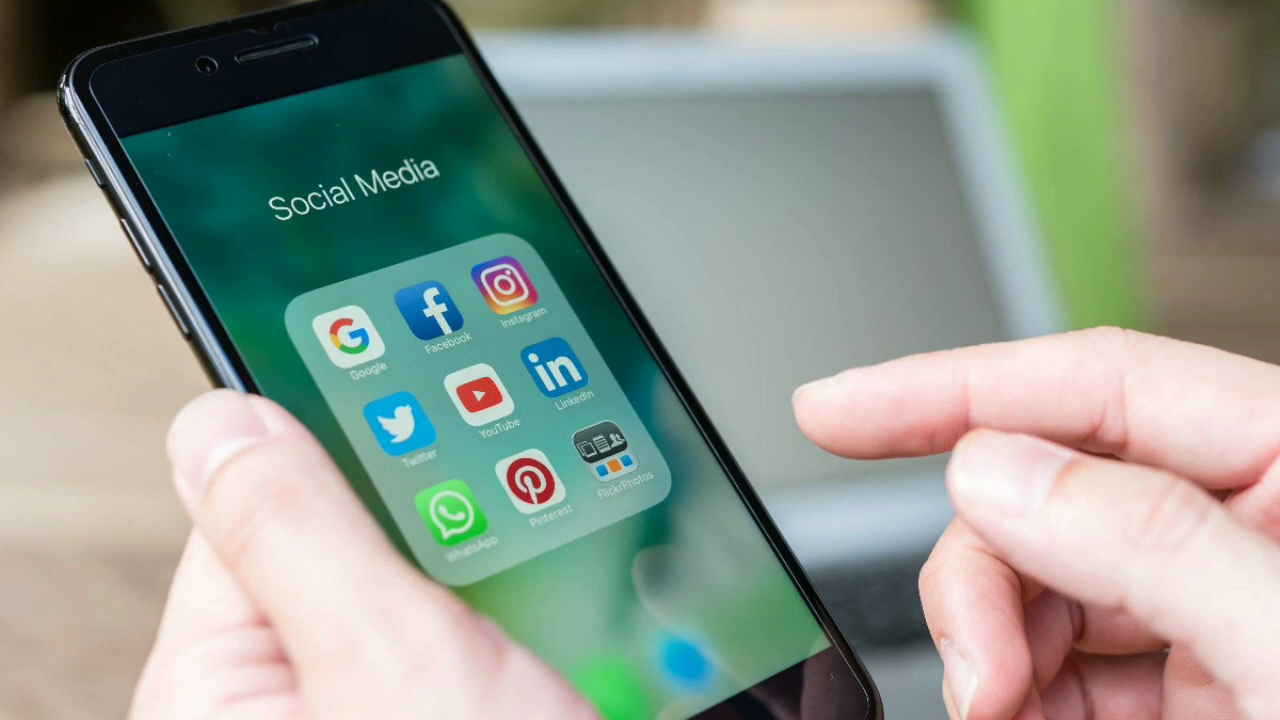 Social Media
Google
Facebook
Instagram
Twitter
YouTube
LinkedIn
WhatsApp
Pinterest
FlickrPhotos